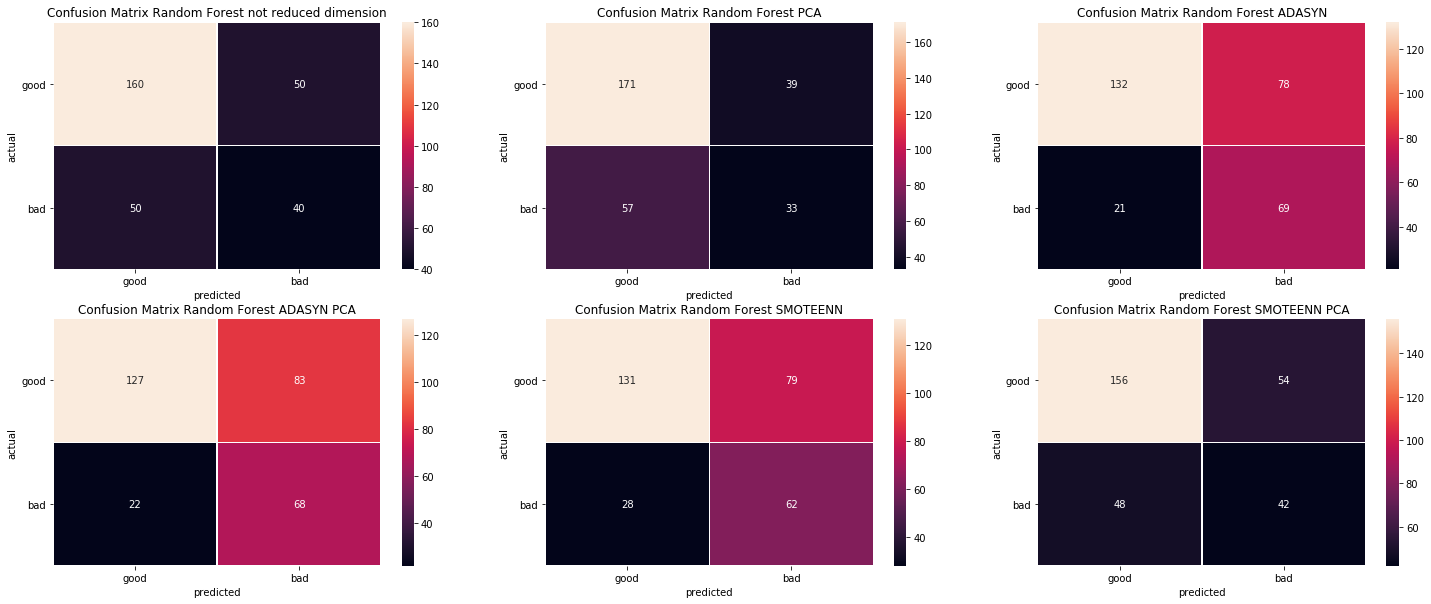 Confusion Matrix Random Forest not reduced dimension
good
bad
actual
160
50
50
40
good
bad
predicted
160
140
120
100
80
60
40
Confusion Matrix Random Forest PCA
good
bad
actual
171
39
57
33
good
bad
predicted
160
140
120
100
80
60
40
Confusion Matrix Random Forest ADASYN
good
bad
actual
132
78
21
69
good
bad
predicted
120
100
80
60
40
Confusion Matrix Random Forest ADASYN PCA
good
bad
actual
127
83
22
68
good
bad
predicted
120
100
80
60
40
Confusion Matrix Random Forest SMOTEENN
good
bad
actual
131
79
28
62
good
bad
predicted
120
100
80
60
40
Confusion Matrix Random Forest SMOTEENN PCA
good
bad
actual
156
54
48
42
good
bad
predicted
140
120
100
80
60